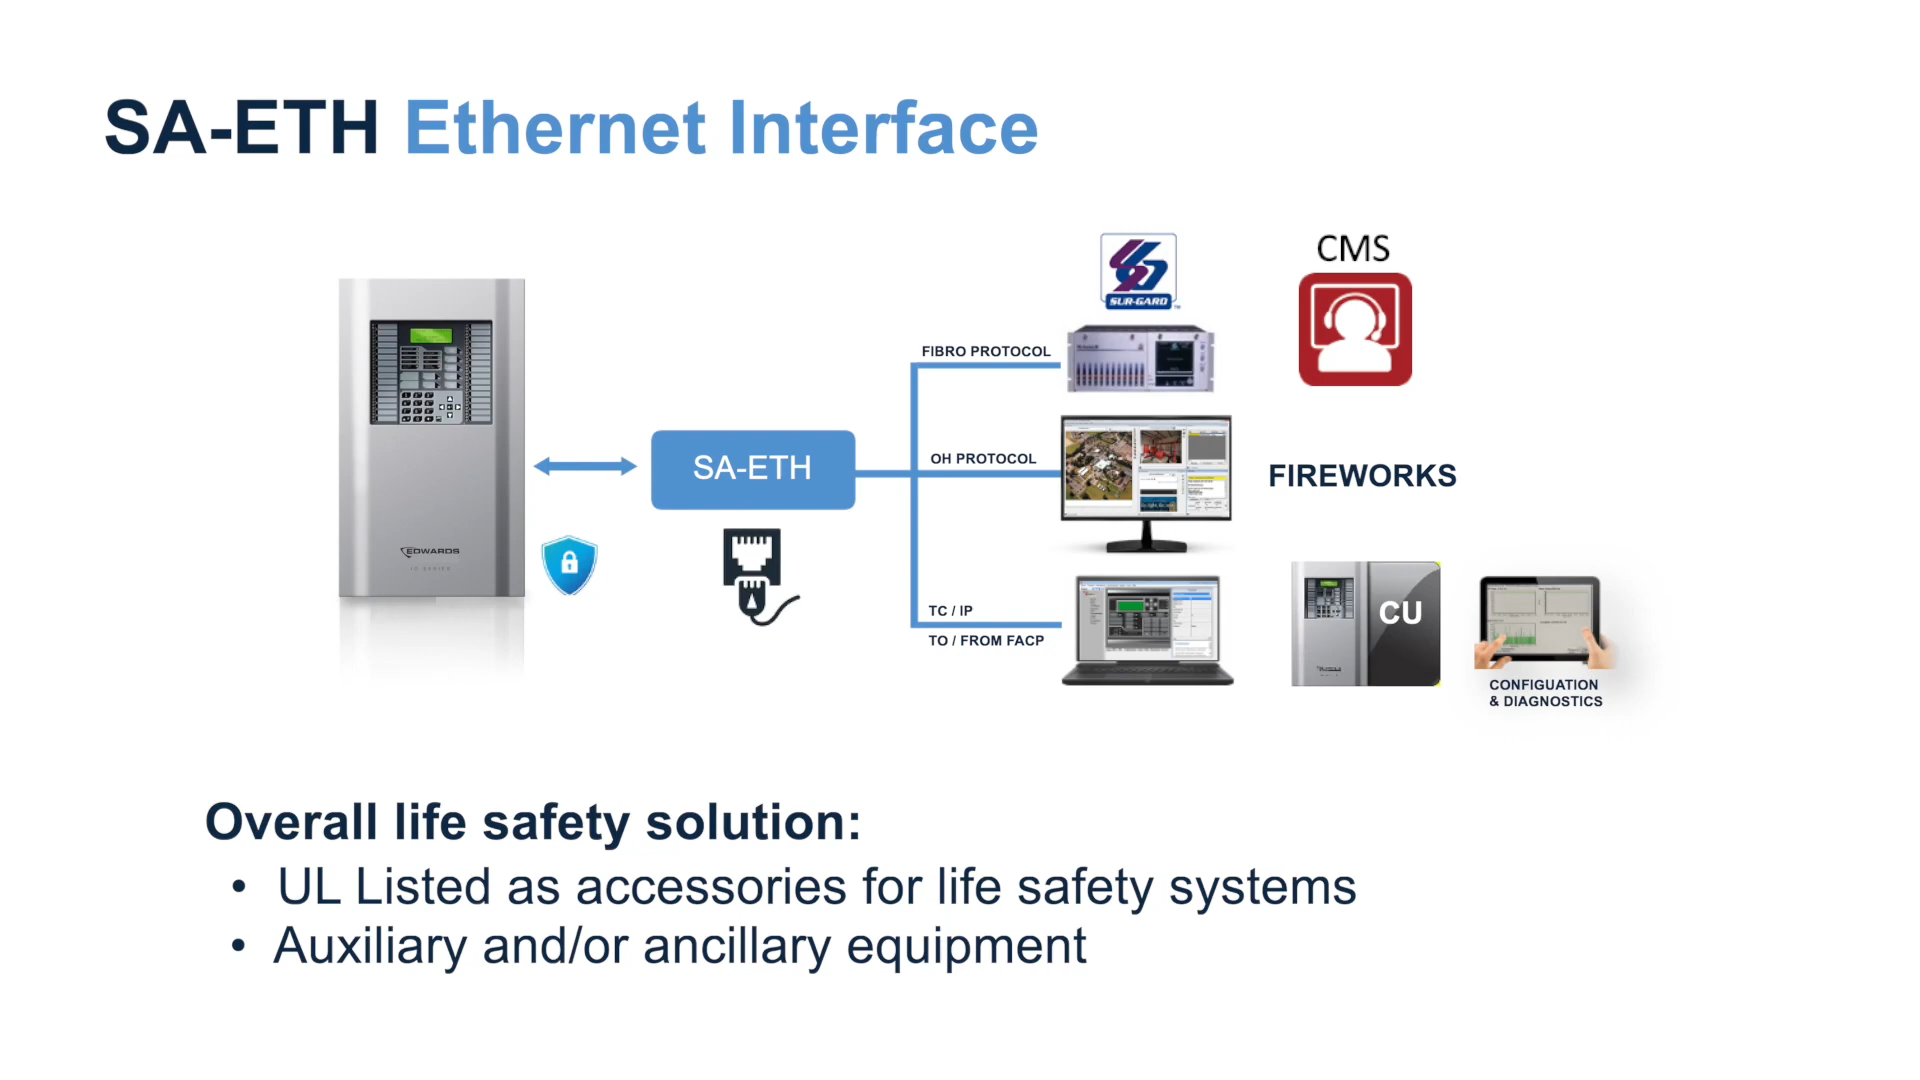 SA-ETH Ethernet Interface
SUR-GARD
CMS
FIBRO PROTOCOL
SA-ETH
OH PROTOCOL
FIREWORKS
EDWARDS
IO SERIES
TC / IP
TO / FROM FACP
CU
CONFIGUATION
& DIAGNOSTICS
Overall life safety solution:
• UL Listed as accessories for life safety systems
• Auxiliary and/or ancillary equipment